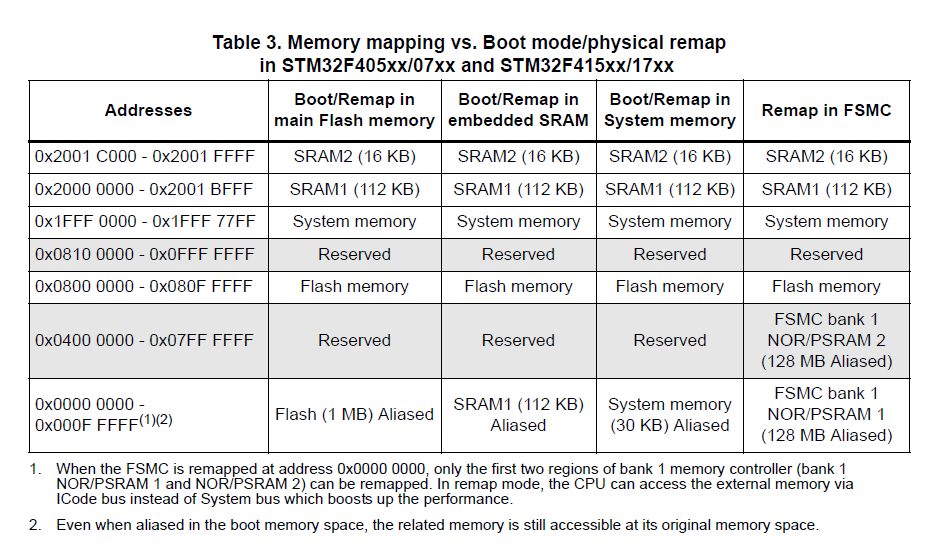 Table 3. Memory mapping vs. Boot mode/physical remap
in STM32F405xx/07xx and STM32F415xx/17xx
Addresses
Boot/Remap in
main Flash memory
Boot/Remap in
embedded SRAM
Boot/Remap in
System memory
Remap in FSMC
0x2001 C000 - 0x2001 FFFF
SRAM2 (16 KB)
SRAM2 (16 KB)
SRAM2 (16 KB)
SRAM2 (16 KB)
0x2000 0000 - 0x2001 BFFF
SRAM1 (112 KB)
SRAM1 (112 KB)
SRAM1 (112 KB)
SRAM1 (112 KB)
0x1FFF 0000 - 0x1FFF 77FF
System memory
System memory
System memory
System memory
0x0810 0000 - 0x0FFF FFFF
Reserved
Reserved
Reserved
Reserved
0x0800 0000 - 0x080F FFFF
Flash memory
Flash memory
Flash memory
Flash memory
0x0400 0000 - 0x07FF FFFF
Reserved
Reserved
Reserved
FSMC bank 1
NOR/PSRAM 2
(128 MB Aliased)
0x0000 0000 -
0x000F FFFF(1)(2)
Flash (1 MB) Aliased
SRAM1 (112 KB)
Aliased
System memory
(30 KB) Aliased
FSMC bank 1
NOR/PSRAM 1
(128 MB Aliased)
1. When the FSMC is remapped at address 0x0000 0000, only the first two regions of bank 1 memory controller (bank 1
NOR/PSRAM 1 and NOR/PSRAM 2) can be remapped. In remap mode, the CPU can access the external memory via
ICode bus instead of System bus which boosts up the performance.
2. Even when aliased in the boot memory space, the related memory is still accessible at its original memory space.